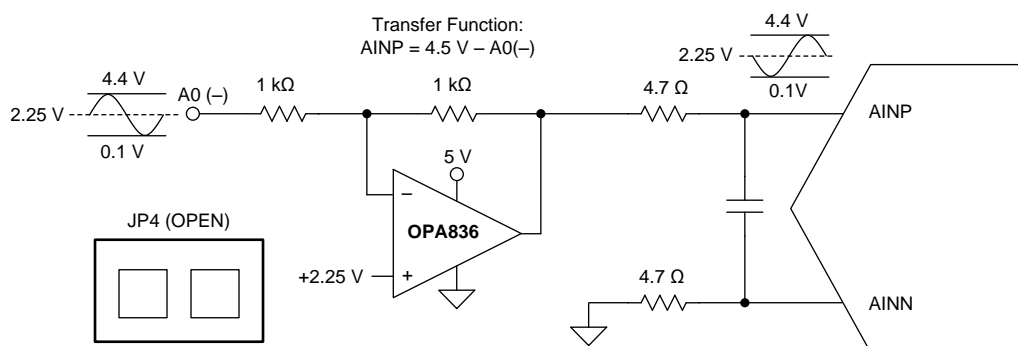 Transfer Function:
AINP = 4.5 V – A0(–)
4.4 V
2.25 V
0.1 V
A0 (–)
1 kΩ
1 kΩ
4.7 Ω
4.4 V
2.25 V
0.1V
AINP
5 V
–
OPA836
+
+2.25 V
JP4 (OPEN)
4.7 Ω
AINN